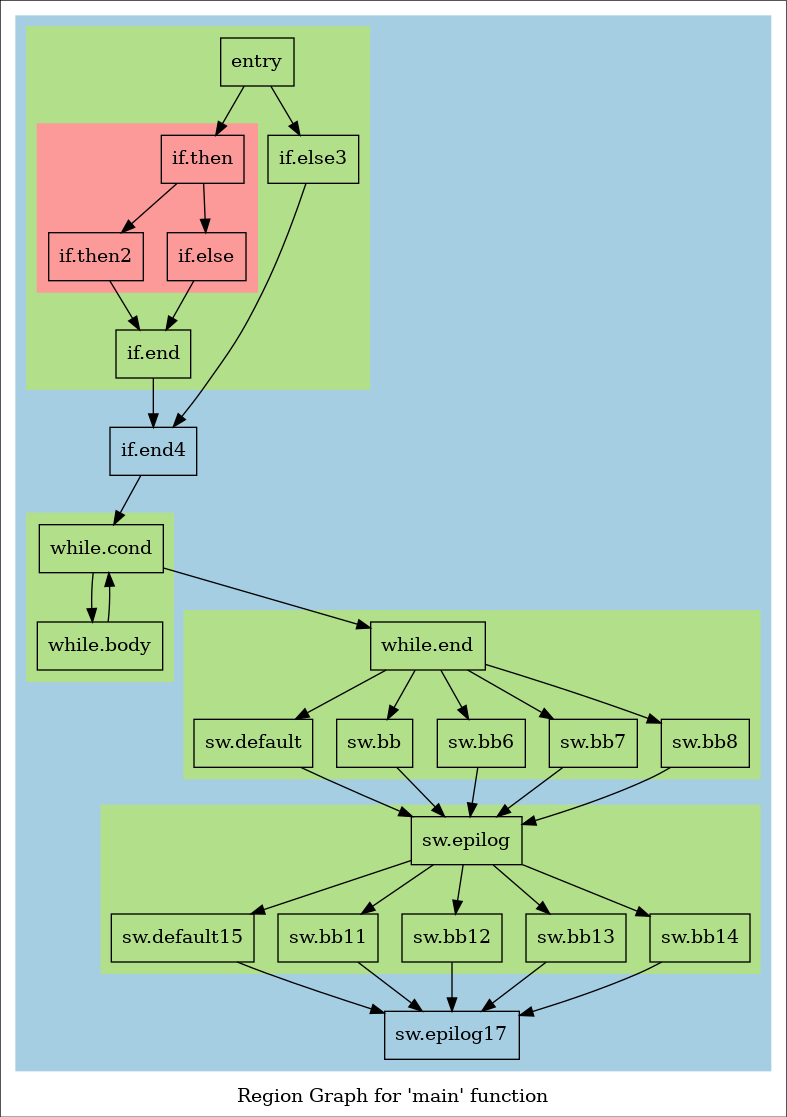 entry
if.then
if.else3
if.then2
if.else
if.end
if.end4
while.cond
while.body
while.end
sw.default
sw.bb
sw.bb6
sw.bb7
sw.bb8
sw.epilog
sw.default15
sw.bb11
sw.bb12
sw.bb13
sw.bb14
sw.epilog17
Region Graph for 'main' function